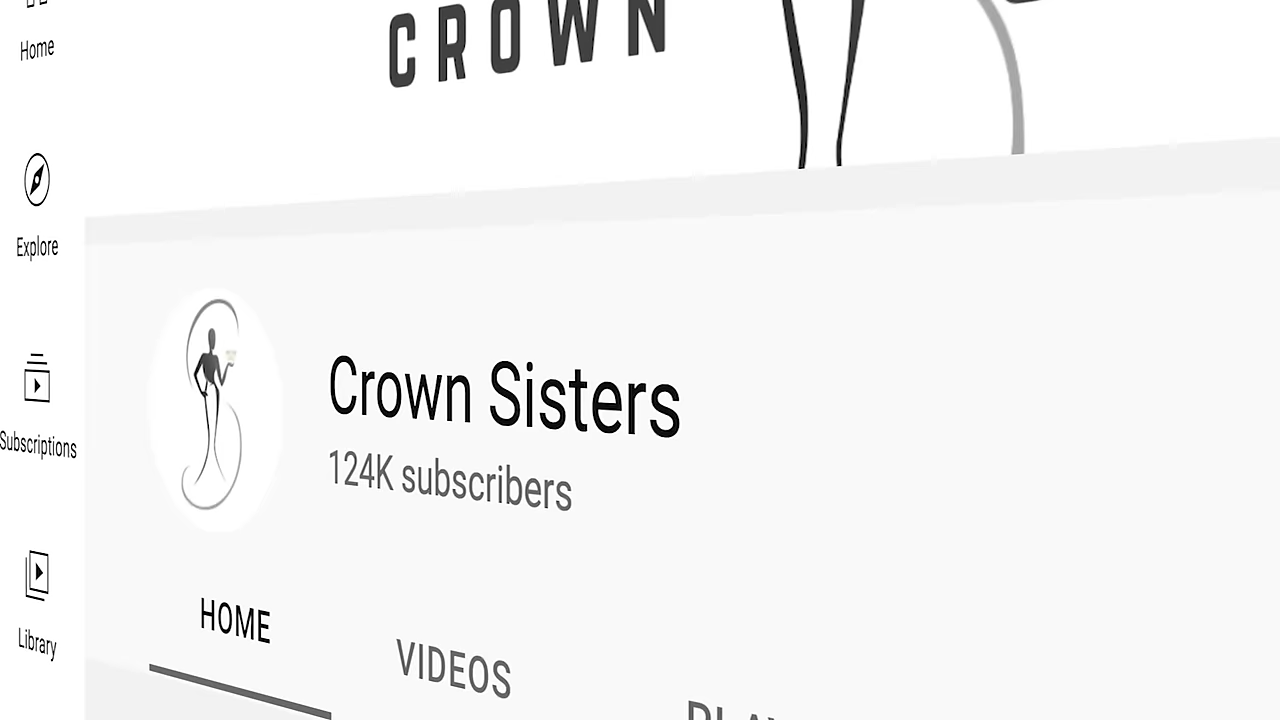 CROWN
Home
Explore
Crown Sisters
124K subscribers
Subscriptions
HOME
VIDEOS
Library